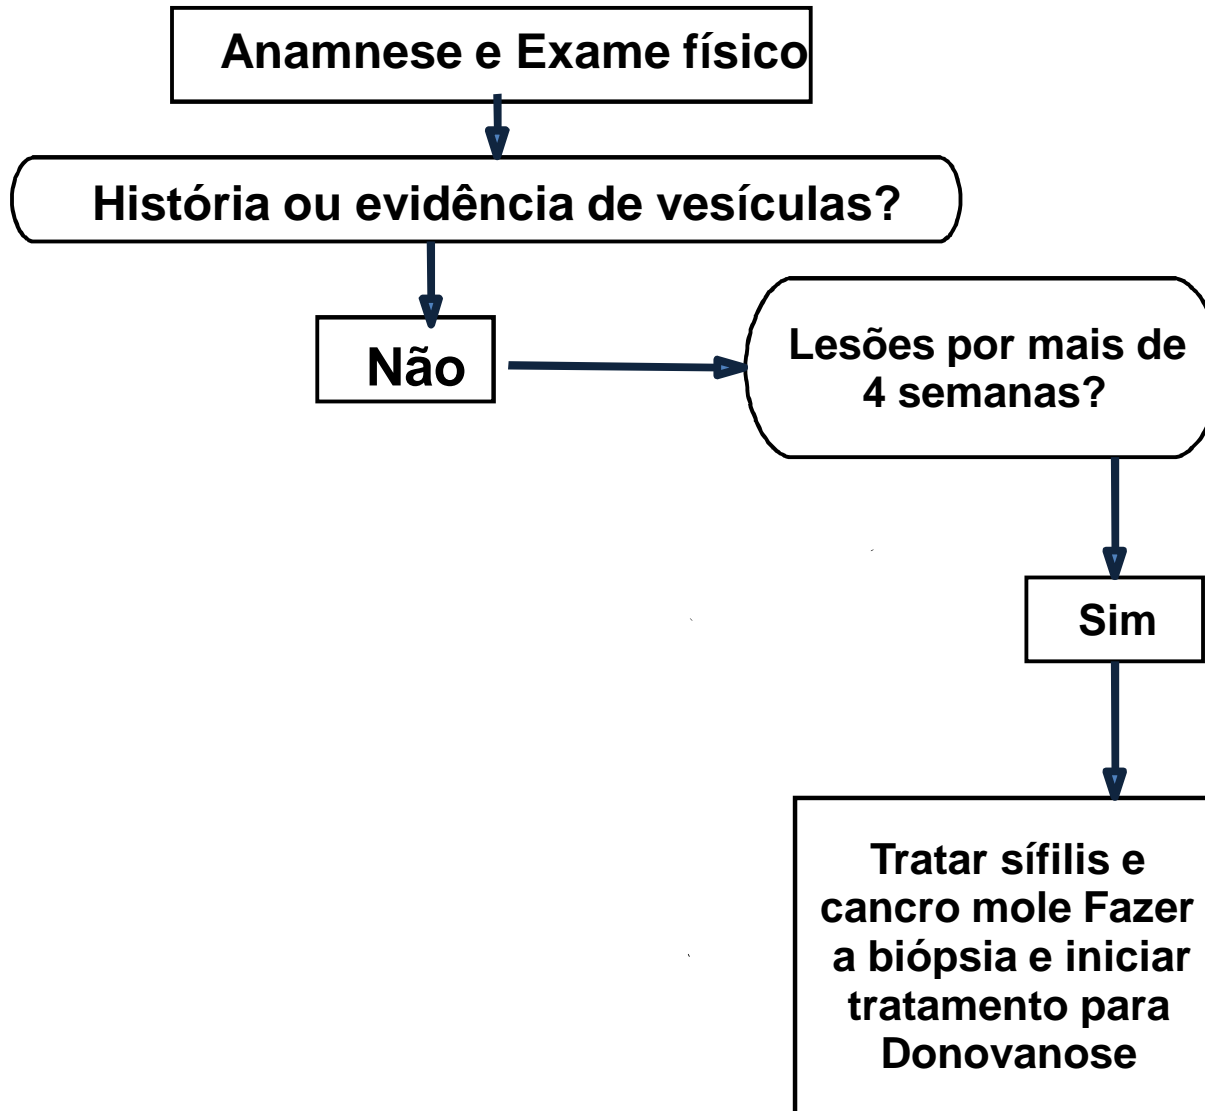 Anamnese e Exame físico
História ou evidência de vesículas?
Não
Lesões por mais de
4 semanas?
Sim
Tratar sífilis e
cancro mole Fazer
a biópsia e iniciar
tratamento para
Donovanose